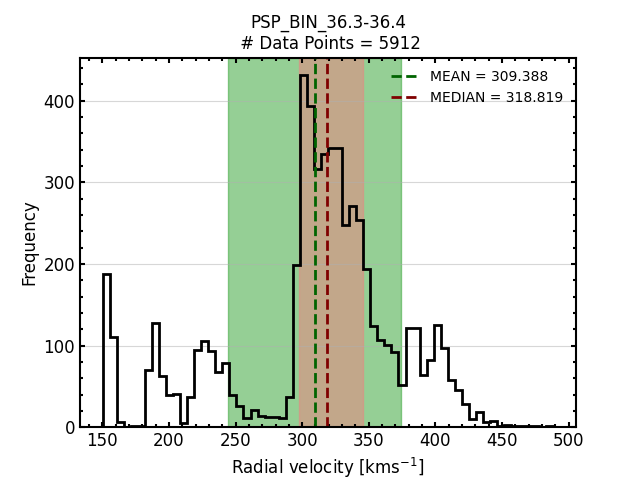 PSP_BIN_36.3-36.4
# Data Points = 5912
MEAN = 309.388
MEDIAN = 318.819
Frequency
400
300
200
100
0
150 200 250 300 350 400 450 500
Radial velocity [kms⁻¹]